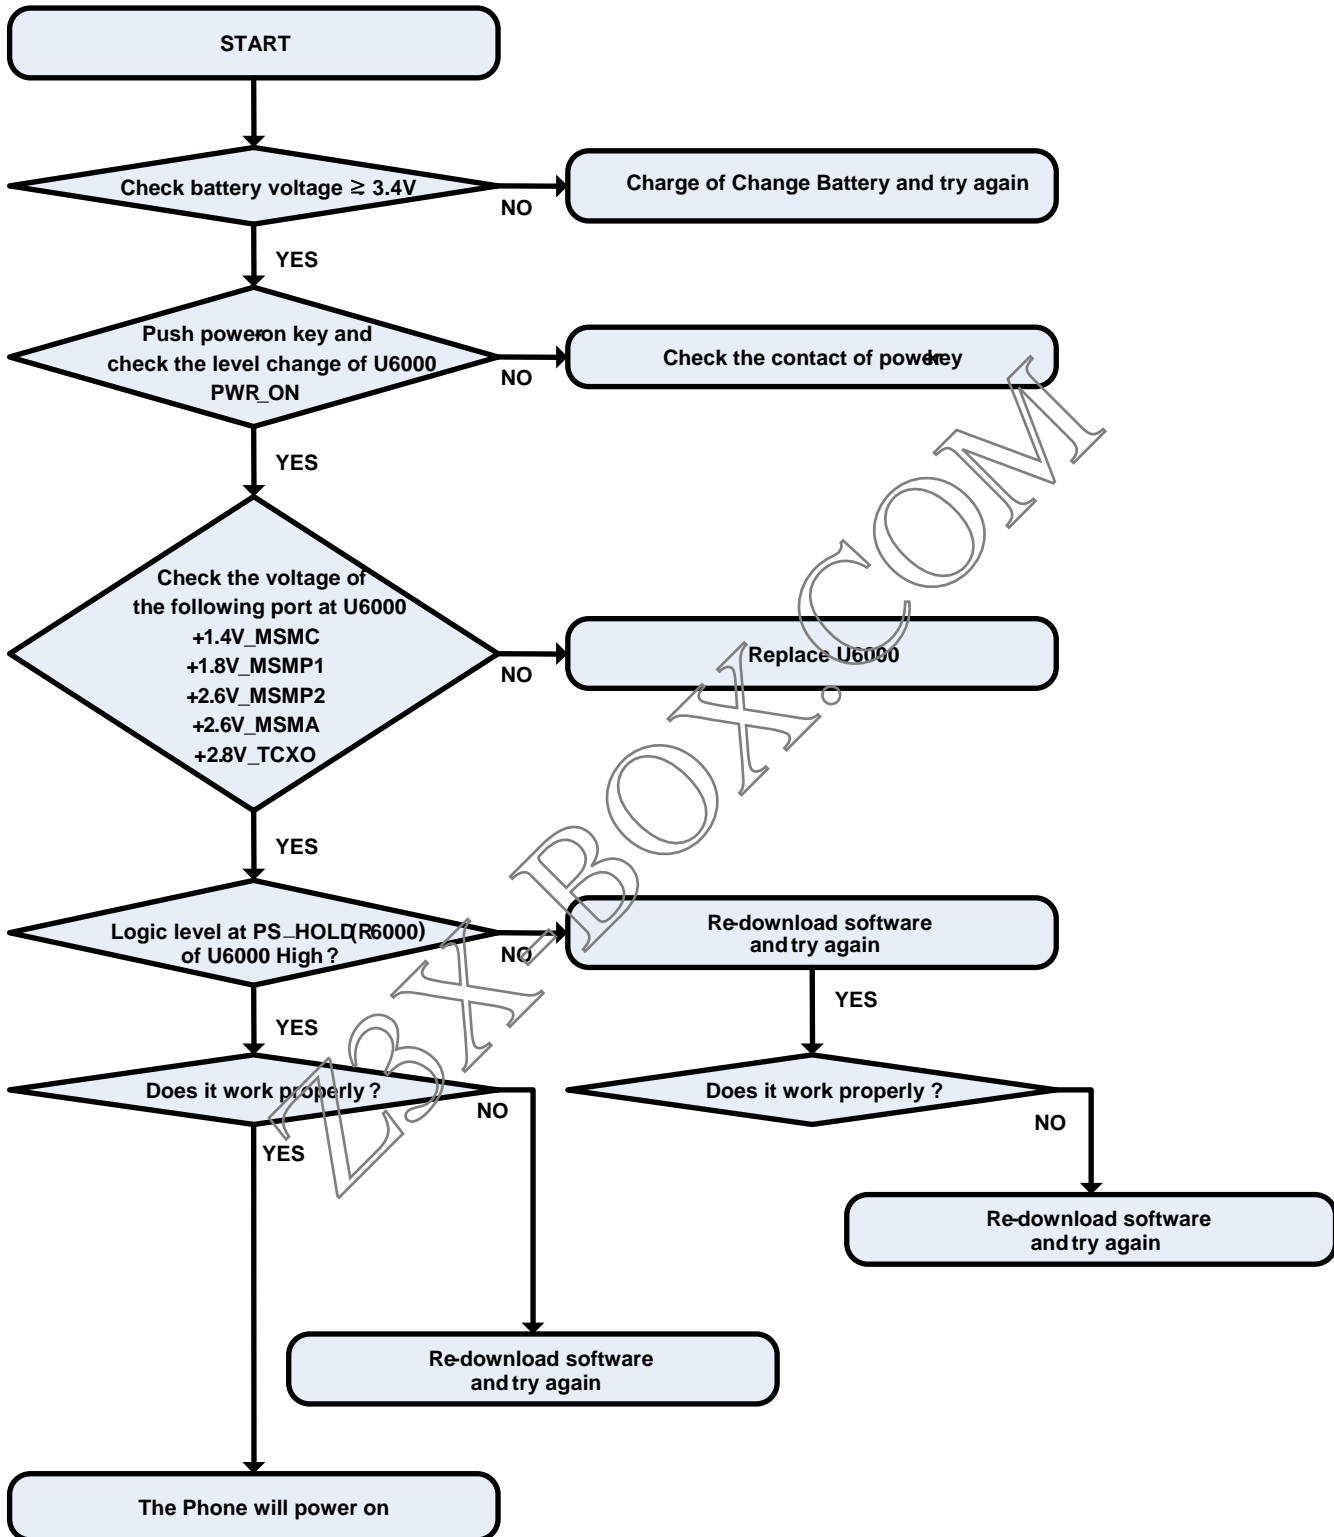 START
Check battery voltage ≥ 3.4V
NO
Charge of Change Battery and try again
YES
Push power-on key and
check the level change of U6000
PWR_ON
NO
Check the contact of power key
YES
Check the voltage of
the following port at U6000
+1.4V_MSMC
+1.8V_MSMP1
+2.6V_MSMP2
+2.6V_MSMA
+2.8V_TCXO
NO
Replace U6000
YES
Logic level at PS_HOLD(R6000)
of U6000 High ?
NO
Re-download software
and try again
YES
YES
Does it work properly ?
NO
YES
Does it work properly ?
NO
Re-download software
and try again
Re-download software
and try again
The Phone will power on
Z3X-BOX.COM